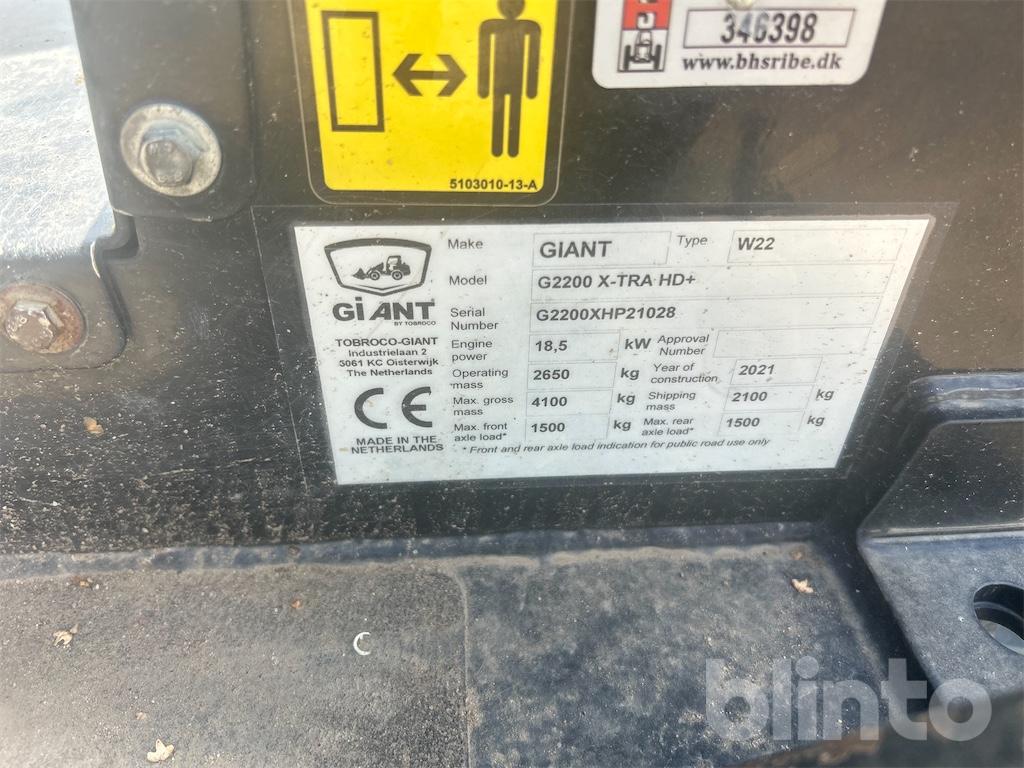 346398
www.bhsribe.dk
5103010-13-A
GiANT
BY TOBROCO
TOBROCO-GIANT
Industrielaan 2
5061 KC Oisterwijk
The Netherlands
CE
MADE IN THE
NETHERLANDS
Make GIANT Type W22
Model G2200 X-TRA HD+
Serial Number G2200XHP21028
Engine power 18,5 kW Approval Number
Operating mass 2650 kg Year of construction 2021
Max. gross mass 4100 kg Shipping mass 2100 kg
Max. front axle load* 1500 kg Max. rear axle load* 1500 kg
* Front and rear axle load indication for public road use only
blinto